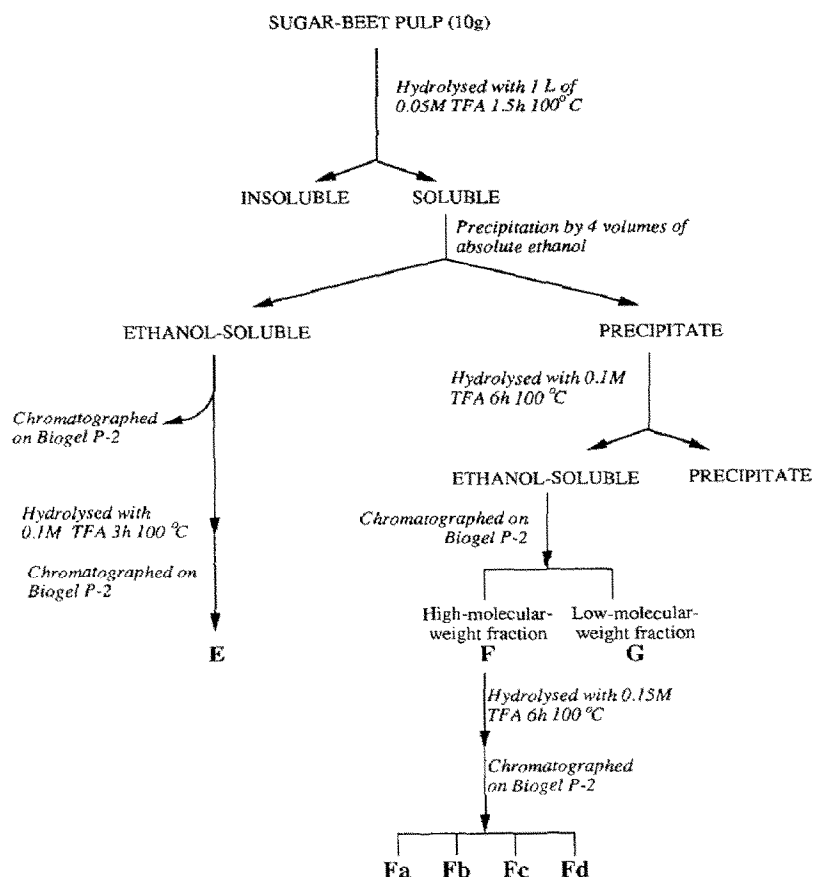 SUGAR-BEET PULP (10g)
Hydrolysed with 1 L of
0.05M TFA 1.5h 100°C
INSOLUBLE
SOLUBLE
Precipitation by 4 volumes of
absolute ethanol
ETHANOL-SOLUBLE
PRECIPITATE
Hydrolysed with 0.1M
TFA 6h 100 °C
Chromatographed
on Biogel P-2
ETHANOL-SOLUBLE
PRECIPITATE
Hydrolysed with
0.1M TFA 3h 100 °C
Chromatographed on
Biogel P-2
Chromatographed on
Biogel P-2
E
High-molecular-
weight fraction
F
Low-molecular-
weight fraction
G
Hydrolysed with 0.15M
TFA 6h 100 °C
Chromatographed
on Biogel P-2
Fa Fb Fc Fd